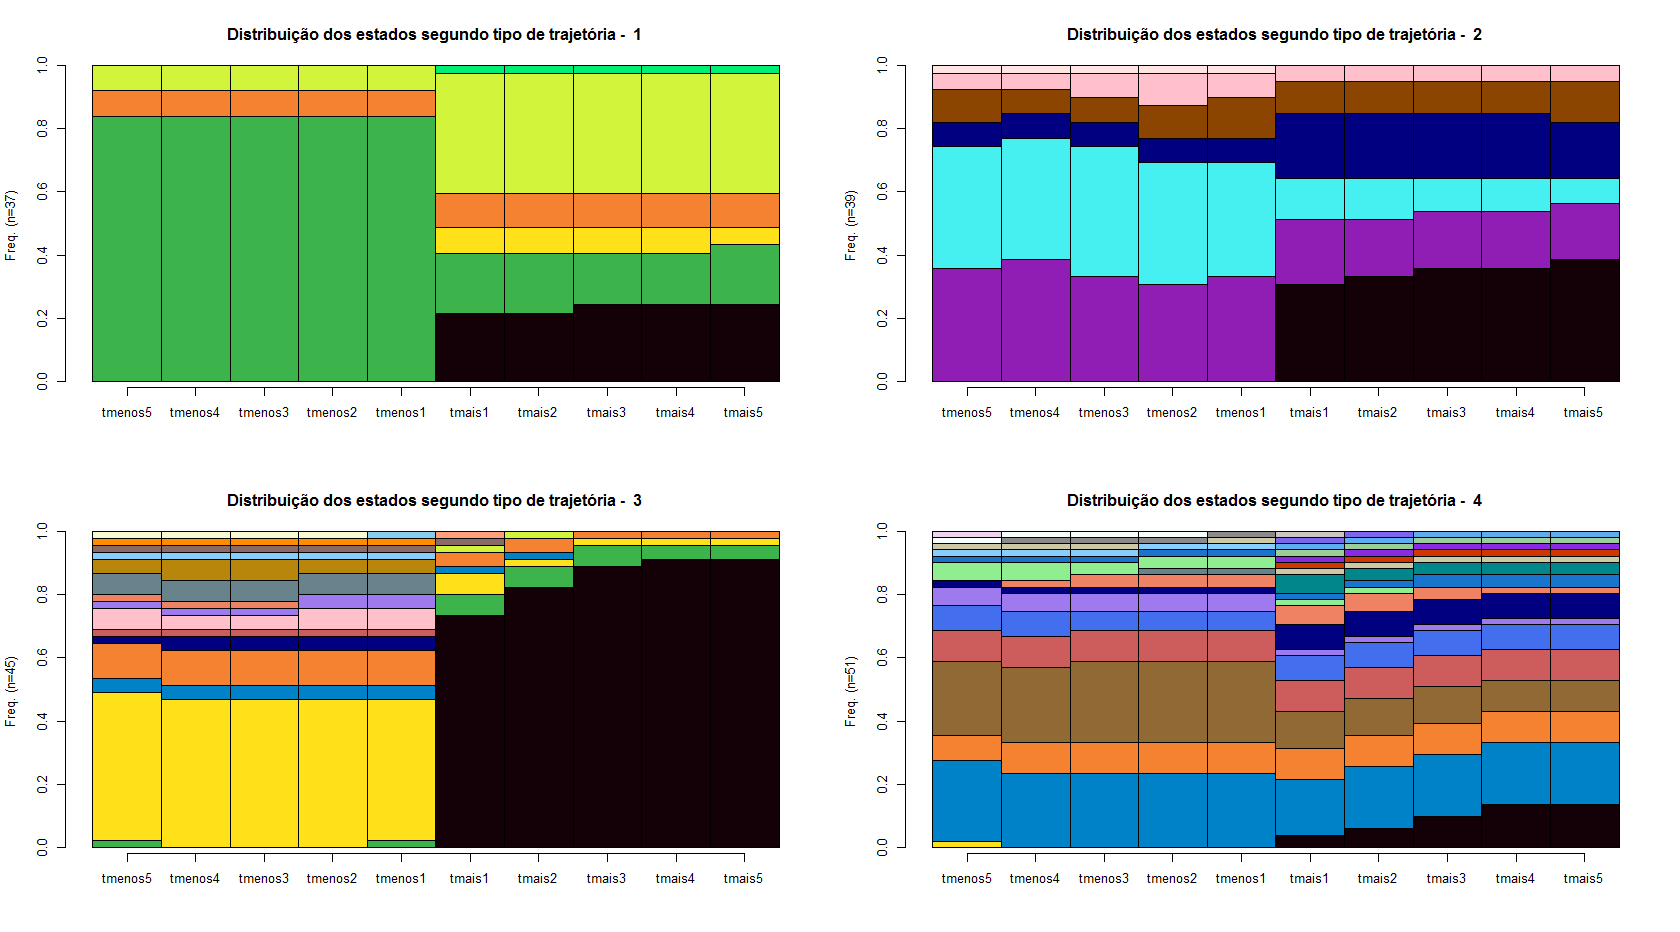 Distribuição dos estados segundo tipo de trajetória - 1
Freq. (n=37)
1.0
0.8
0.6
0.4
0.2
0.0
tmenos5 tmenos4 tmenos3 tmenos2 tmenos1 tmais1 tmais2 tmais3 tmais4 tmais5
Distribuição dos estados segundo tipo de trajetória - 2
Freq. (n=39)
1.0
0.8
0.6
0.4
0.2
0.0
tmenos5 tmenos4 tmenos3 tmenos2 tmenos1 tmais1 tmais2 tmais3 tmais4 tmais5
Distribuição dos estados segundo tipo de trajetória - 3
Freq. (n=45)
1.0
0.8
0.6
0.4
0.2
0.0
tmenos5 tmenos4 tmenos3 tmenos2 tmenos1 tmais1 tmais2 tmais3 tmais4 tmais5
Distribuição dos estados segundo tipo de trajetória - 4
Freq. (n=51)
1.0
0.8
0.6
0.4
0.2
0.0
tmenos5 tmenos4 tmenos3 tmenos2 tmenos1 tmais1 tmais2 tmais3 tmais4 tmais5